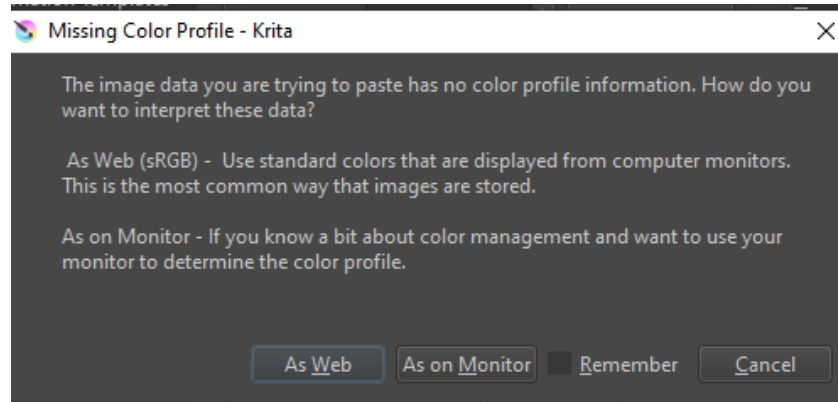 Missing Color Profile - Krita
The image data you are trying to paste has no color profile information. How do you
want to interpret these data?
As Web (sRGB) - Use standard colors that are displayed from computer monitors.
This is the most common way that images are stored.
As on Monitor - If you know a bit about color management and want to use your
monitor to determine the color profile.
As Web As on Monitor Remember Cancel